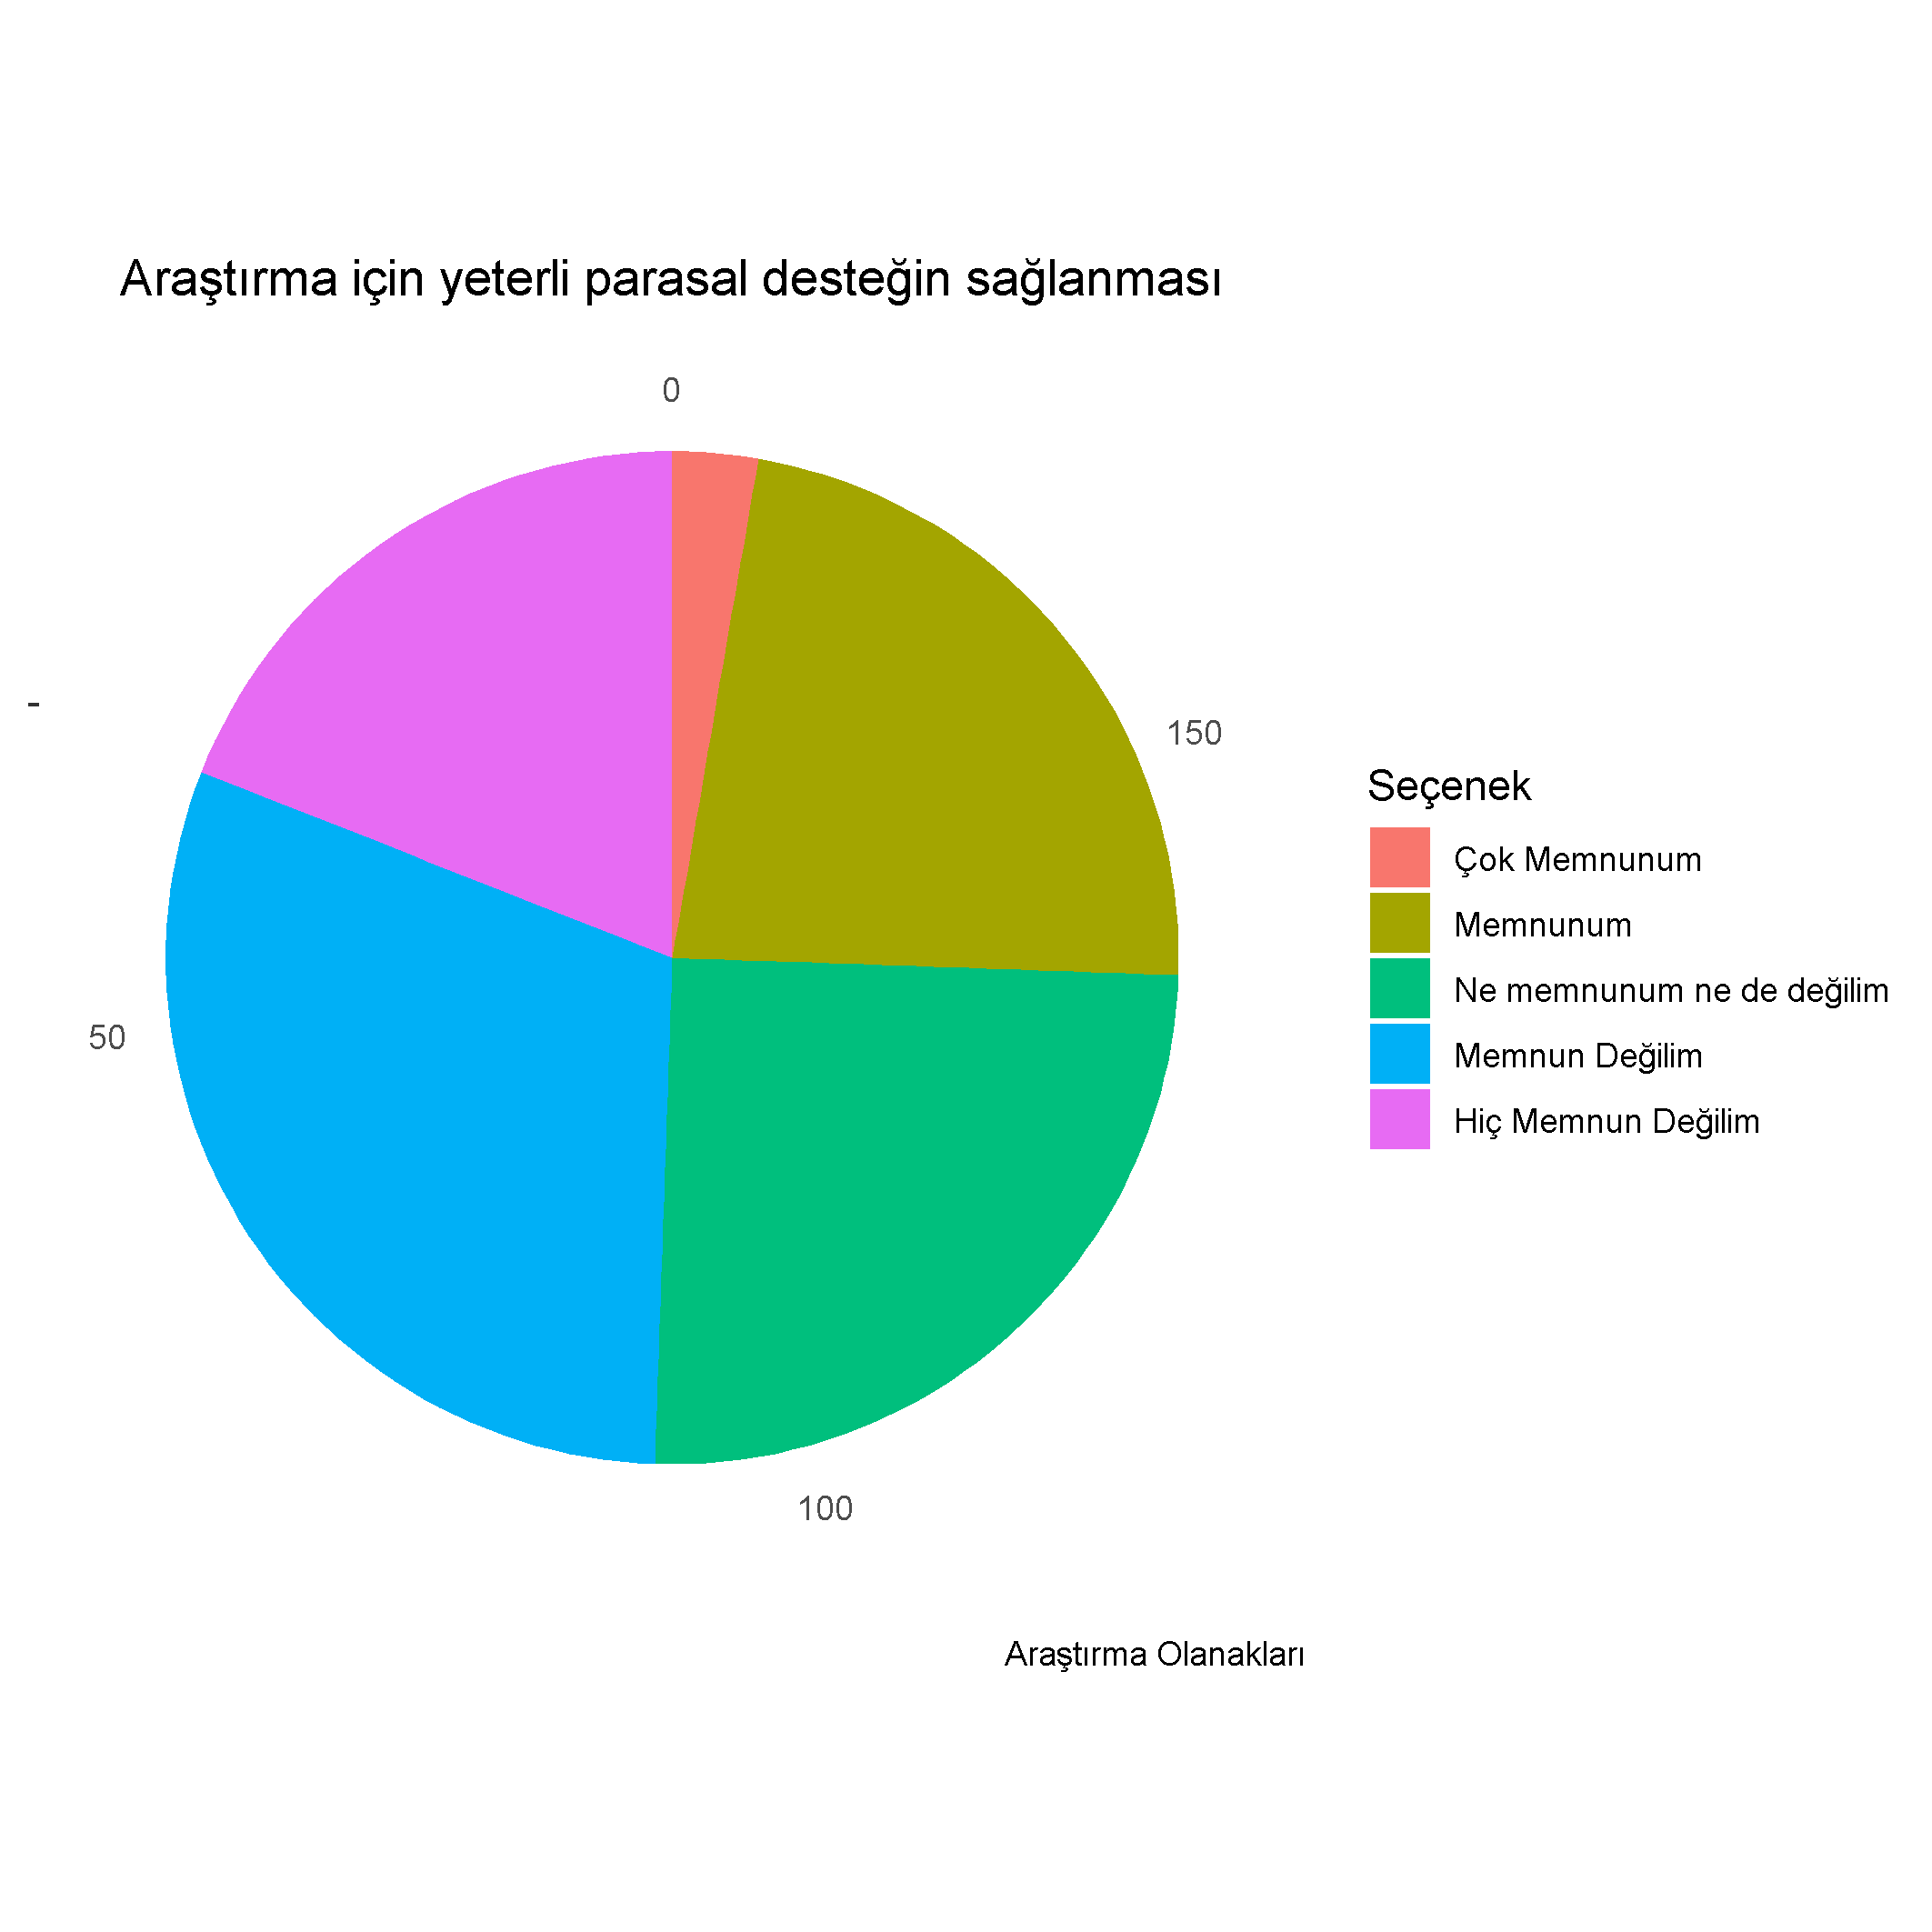 Araştırma için yeterli parasal desteğin sağlanması
0
-
150
50
100
Seçenek
Çok Memnunum
Memnunum
Ne memnunum ne de değilim
Memnun Değilim
Hiç Memnun Değilim
Araştırma Olanakları